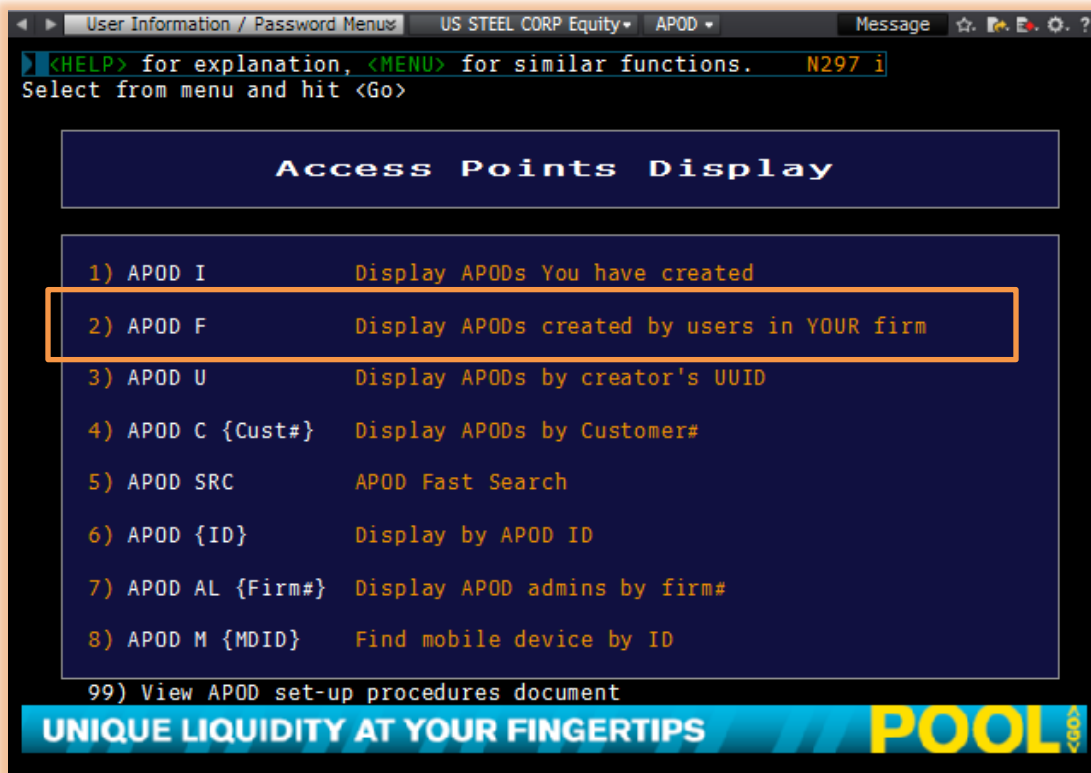 User Information / Password Menu US STEEL CORP Equity APOD Message ?
<HELP> for explanation, <MENU> for similar functions. N297 i
Select from menu and hit <Go>
Access Points Display
1) APOD I Display APODs You have created
2) APOD F Display APODs created by users in YOUR firm
3) APOD U Display APODs by creator's UUID
4) APOD C {Cust#} Display APODs by Customer#
5) APOD SRC APOD Fast Search
6) APOD {ID} Display by APOD ID
7) APOD AL {Firm#} Display APOD admins by firm#
8) APOD M {MDID} Find mobile device by ID
99) View APOD set-up procedures document
UNIQUE LIQUIDITY AT YOUR FINGERTIPS POOL <GO>